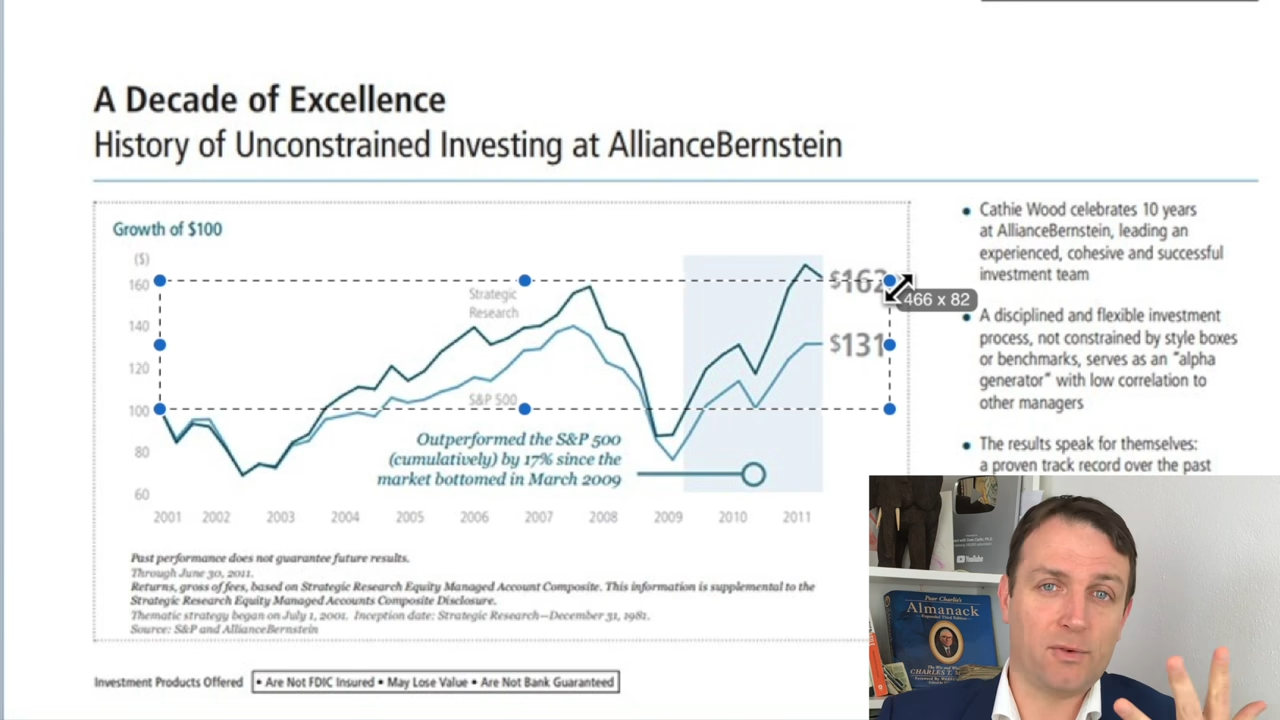 A Decade of Excellence
History of Unconstrained Investing at AllianceBernstein
Growth of $100
($)
160
140
120
100
80
60
Strategic
Research
S&P 500
$162
$131
466 x 82
Outperformed the S&P 500
(cumulatively) by 17% since the
market bottomed in March 2009
2001 2002 2003 2004 2005 2006 2007 2008 2009 2010 2011
Past performance does not guarantee future results.
Through June 30, 2011.
Returns, gross of fees, based on Strategic Research Equity Managed Account Composite. This information is supplemental to the
Strategic Research Equity Managed Accounts Composite Disclosure.
Thematic strategy began on July 1, 2001. Inception date: Strategic Research—December 31, 1981.
Source: S&P and AllianceBernstein
• Cathie Wood celebrates 10 years
at AllianceBernstein, leading an
experienced, cohesive and successful
investment team
• A disciplined and flexible investment
process, not constrained by style boxes
or benchmarks, serves as an "alpha
generator" with low correlation to
other managers
• The results speak for themselves:
a proven track record over the past
Investment Products Offered • Are Not FDIC Insured • May Lose Value • Are Not Bank Guaranteed
YouTube
Poor Charlie's
Almanack